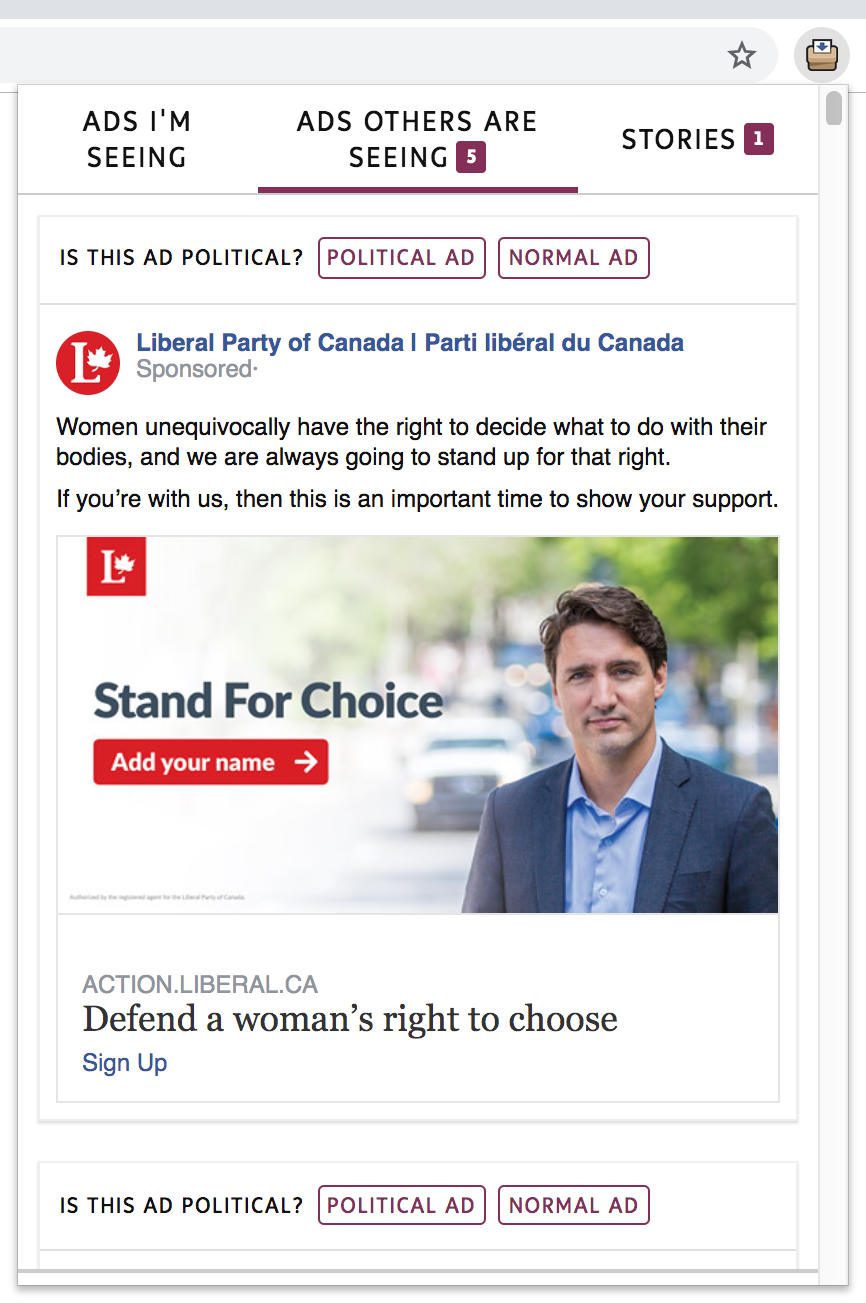 ADS I'M
SEEING
ADS OTHERS ARE
SEEING 5
STORIES 1
IS THIS AD POLITICAL? POLITICAL AD NORMAL AD
L
Liberal Party of Canada l Parti libéral du Canada
Sponsored·
Women unequivocally have the right to decide what to do with their
bodies, and we are always going to stand up for that right.
If you’re with us, then this is an important time to show your support.
L
Stand For Choice
Add your name →
Authorized by the registered agent for the Liberal Party of Canada.
ACTION.LIBERAL.CA
Defend a woman’s right to choose
Sign Up
IS THIS AD POLITICAL? POLITICAL AD NORMAL AD